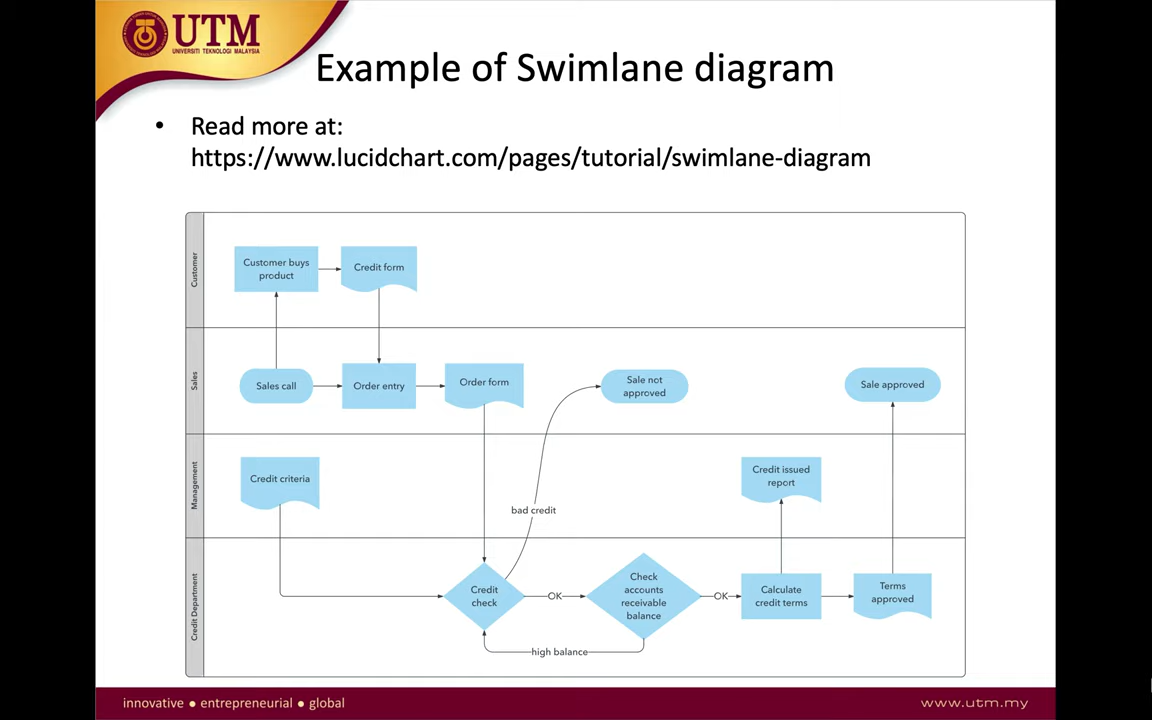 UTM
UNIVERSITI TEKNOLOGI MALAYSIA
Example of Swimlane diagram
• Read more at:
https://www.lucidchart.com/pages/tutorial/swimlane-diagram
Customer
Customer buys
product
Credit form
Sales
Sales call
Order entry
Order form
Sale not
approved
Sale approved
Management
Credit criteria
bad credit
Credit issued
report
Credit Department
Credit
check
OK
Check
accounts
receivable
balance
OK
Calculate
credit terms
Terms
approved
high balance
innovative ● entrepreneurial ● global
www.utm.my